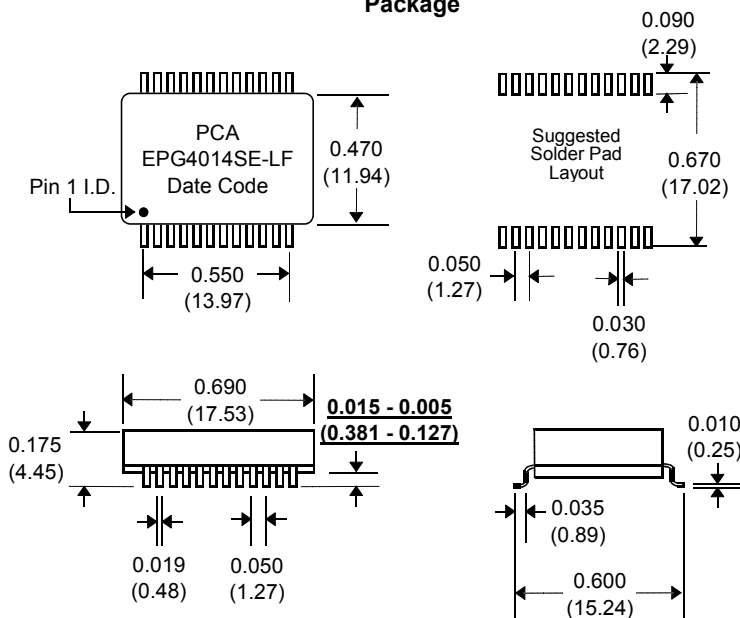 Package
PCA
EPG4014SE-LF
Date Code
Pin 1 I.D.
0.470
(11.94)
0.550
(13.97)
0.090
(2.29)
Suggested
Solder Pad
Layout
0.670
(17.02)
0.050
(1.27)
0.030
(0.76)
0.690
(17.53)
0.015 - 0.005
(0.381 - 0.127)
0.175
(4.45)
0.019
(0.48)
0.050
(1.27)
0.010
(0.25)
0.035
(0.89)
0.600
(15.24)